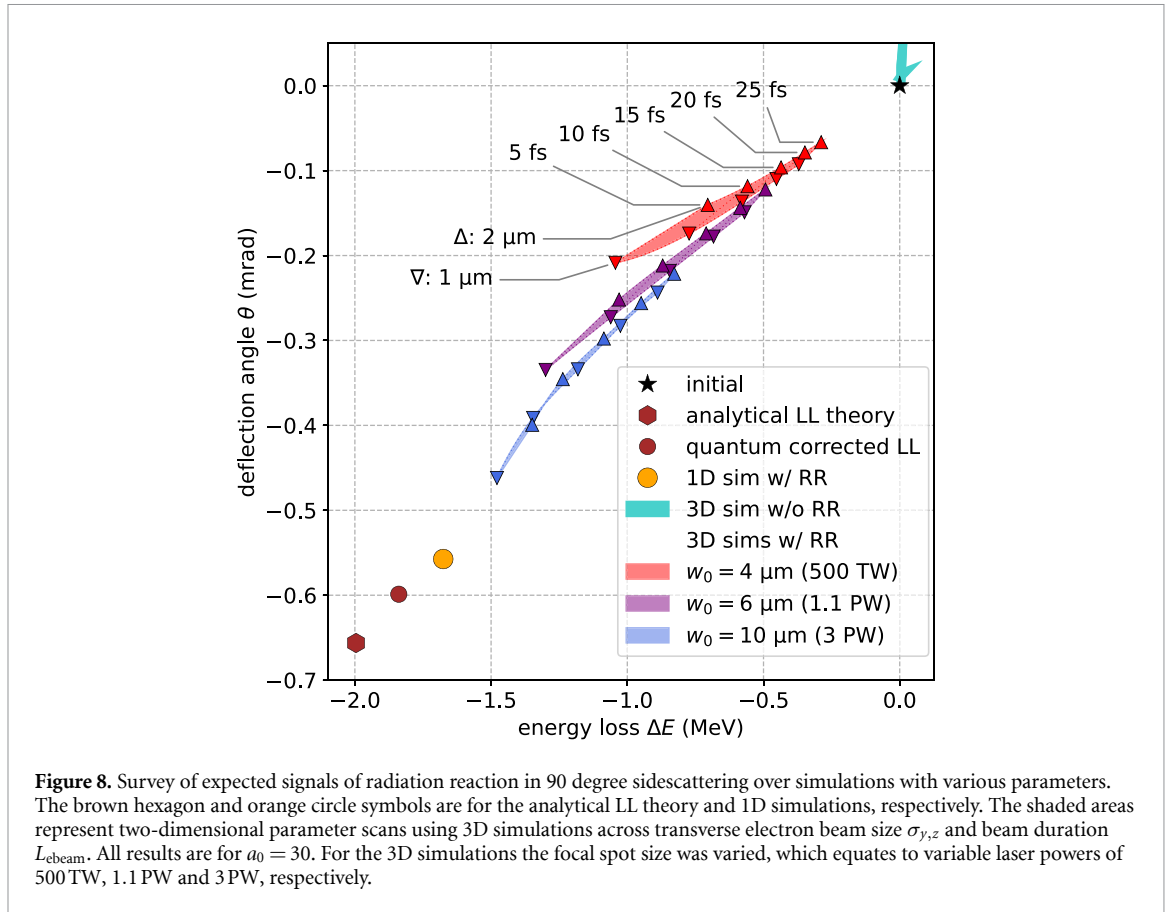 0.0
−0.1
−0.2
−0.3
−0.4
−0.5
−0.6
−0.7
deflection angle θ (mrad)
25 fs
20 fs
15 fs
10 fs
5 fs
Δ: 2 μm
∇: 1 μm
initial
analytical LL theory
quantum corrected LL
1D sim w/ RR
3D sim w/o RR
3D sims w/ RR
w₀ = 4 μm (500 TW)
w₀ = 6 μm (1.1 PW)
w₀ = 10 μm (3 PW)
−2.0 −1.5 −1.0 −0.5 0.0
energy loss ΔE (MeV)
Figure 8. Survey of expected signals of radiation reaction in 90 degree sidescattering over simulations with various parameters.
The brown hexagon and orange circle symbols are for the analytical LL theory and 1D simulations, respectively. The shaded areas
represent two-dimensional parameter scans using 3D simulations across transverse electron beam size σy,z and beam duration
Lebeam. All results are for a₀ = 30. For the 3D simulations the focal spot size was varied, which equates to variable laser powers of
500 TW, 1.1 PW and 3 PW, respectively.